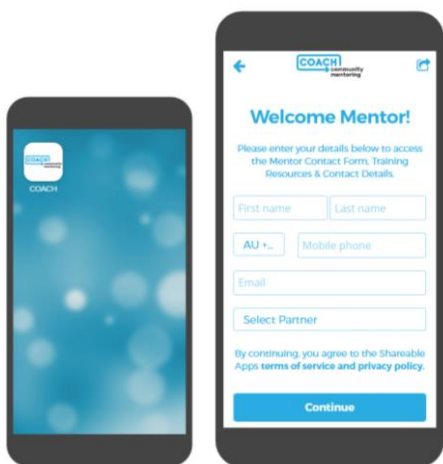 COACH
community
mentoring
COACH
COACH
community
mentoring
Welcome Mentor!
Please enter your details below to access
the Mentor Contact Form, Training
Resources & Contact Details.
First name
Last name
AU +...
Mobile phone
Email
Select Partner
By continuing, you agree to the Shareable
Apps terms of service and privacy policy.
Continue